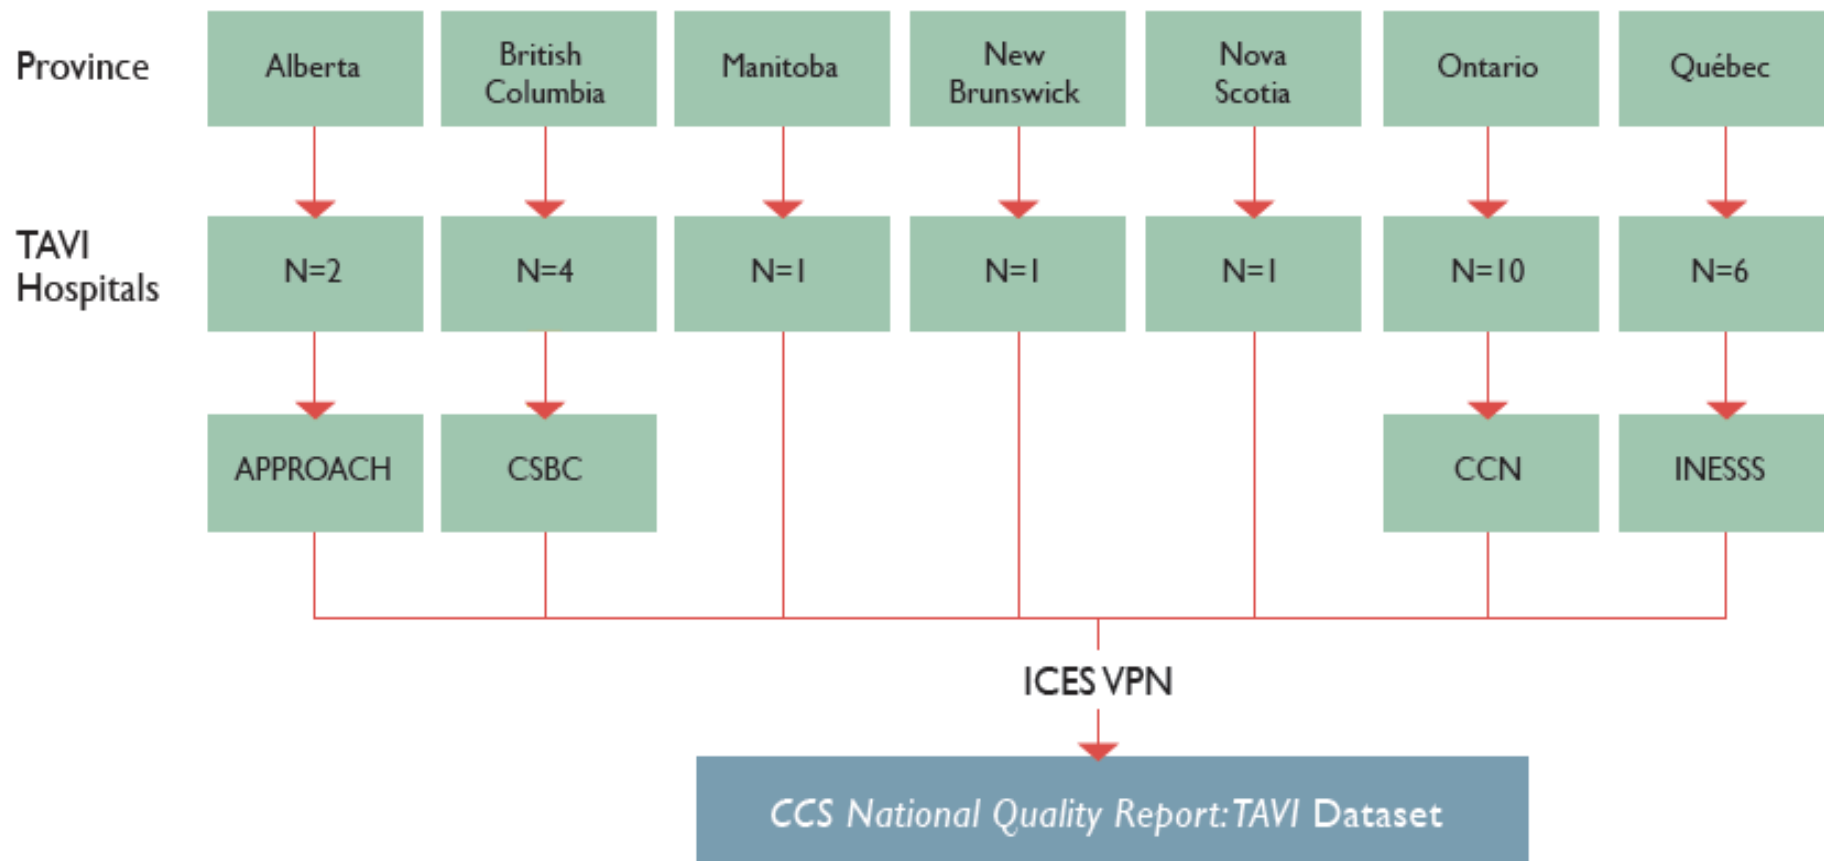 Province
Alberta
British
Columbia
Manitoba
New
Brunswick
Nova
Scotia
Ontario
Québec
TAVI
Hospitals
N=2
N=4
N=1
N=1
N=1
N=10
N=6
APPROACH
CSBC
CCN
INESSS
ICES VPN
CCS National Quality Report: TAVI Dataset